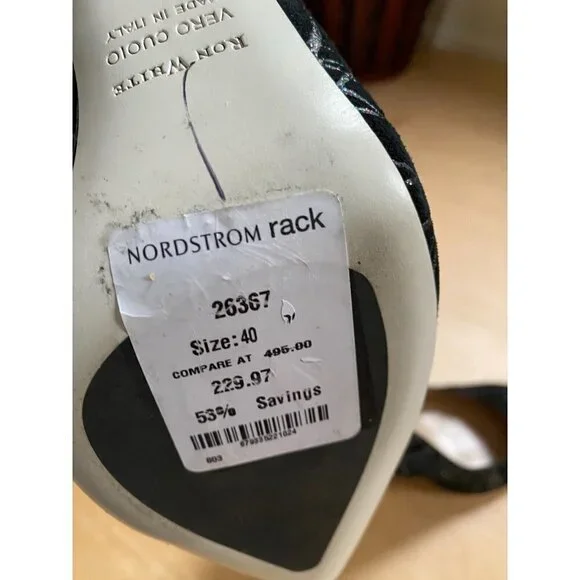 RON WHITE
VERO CUOIO
MADE IN ITALY
NORDSTROM rack
26367
Size:40
COMPARE AT 495.00
229.97
53% Savings
603